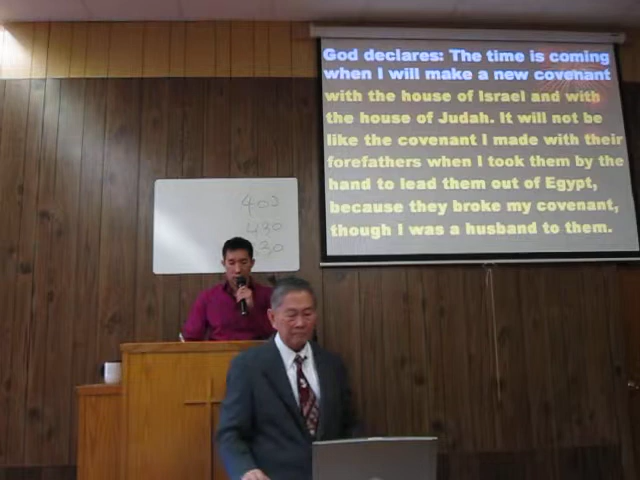 God declares: The time is coming
when I will make a new covenant
with the house of Israel and with
the house of Judah. It will not be
like the covenant I made with their
forefathers when I took them by the
hand to lead them out of Egypt,
because they broke my covenant,
though I was a husband to them.
403
430